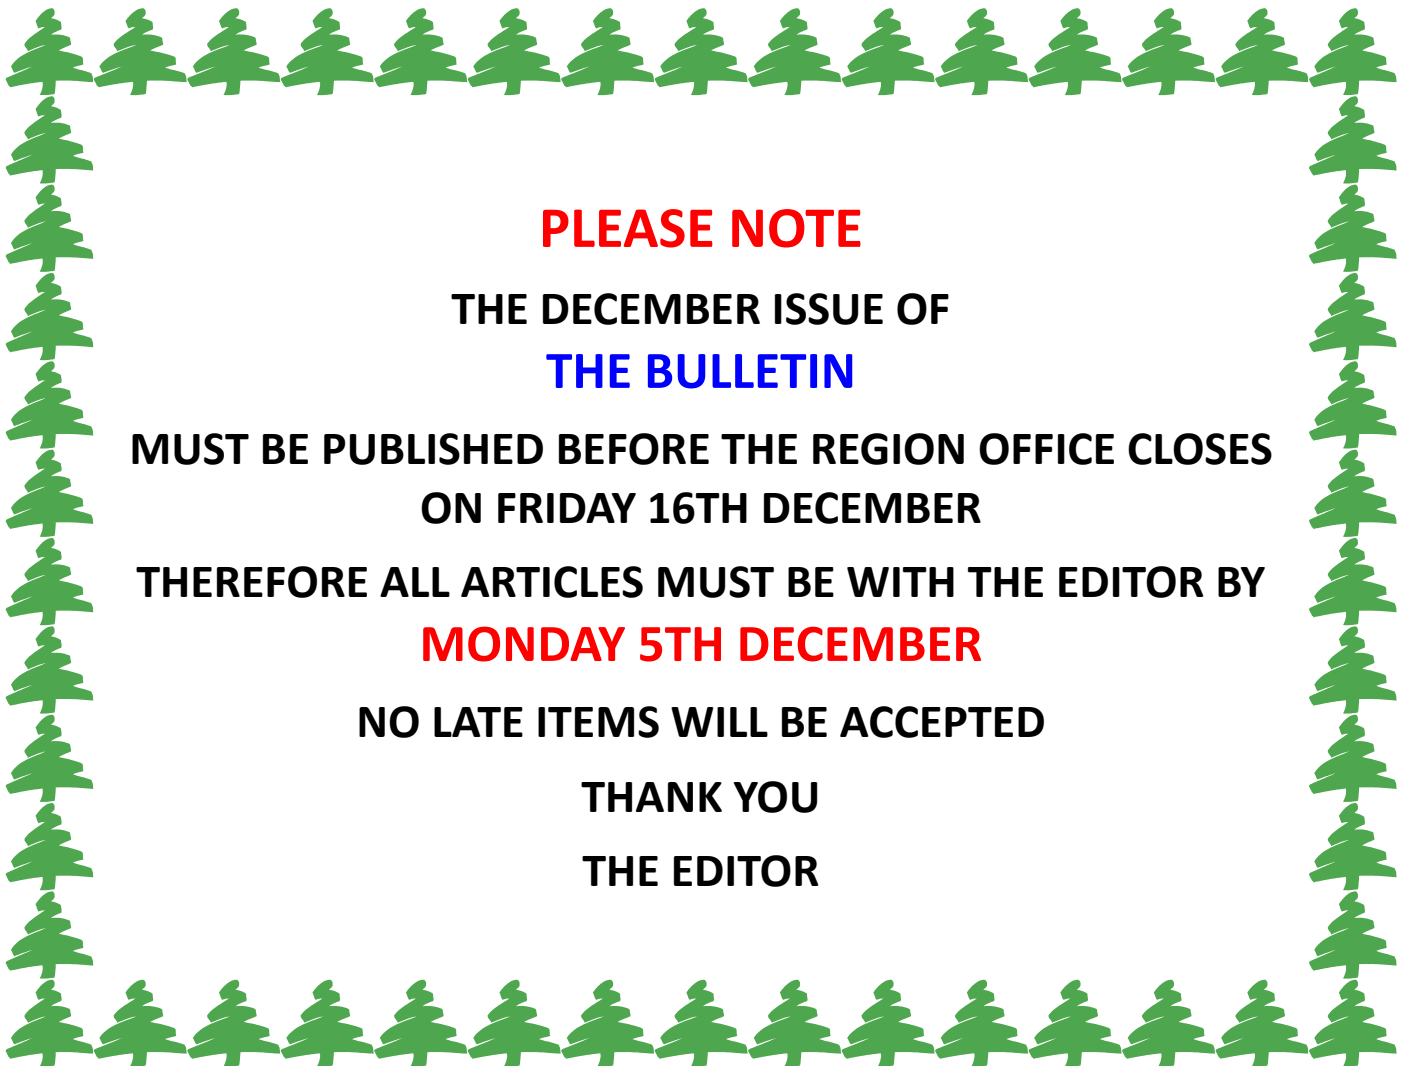 PLEASE NOTE
THE DECEMBER ISSUE OF
THE BULLETIN
MUST BE PUBLISHED BEFORE THE REGION OFFICE CLOSES
ON FRIDAY 16TH DECEMBER
THEREFORE ALL ARTICLES MUST BE WITH THE EDITOR BY
MONDAY 5TH DECEMBER
NO LATE ITEMS WILL BE ACCEPTED
THANK YOU
THE EDITOR